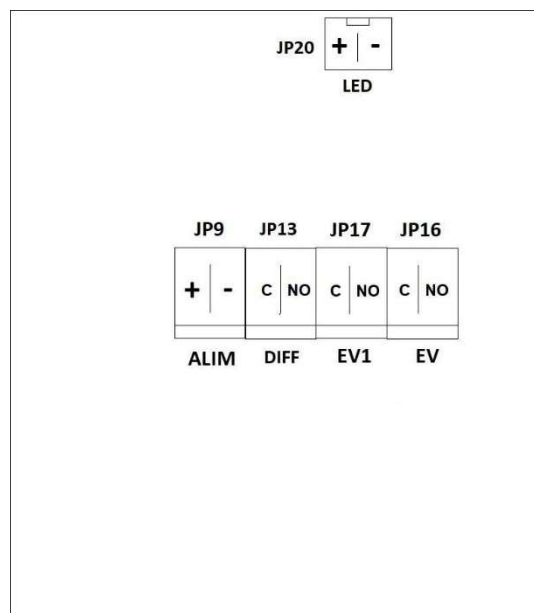 JP20 + -
LED
JP9 JP13 JP17 JP16
+ - C NO C NO C NO
ALIM DIFF EV1 EV